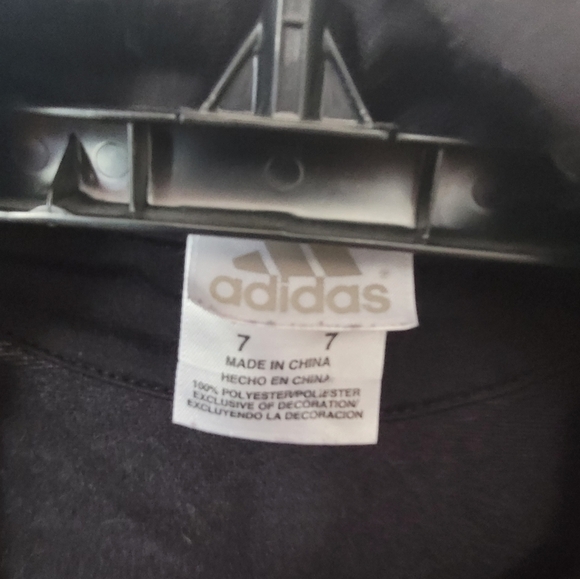 adidas
7 7
MADE IN CHINA
HECHO EN CHINA
100% POLYESTER/POLIESTER
EXCLUSIVE OF DECORATION/
EXCLUYENDO LA DECORACION